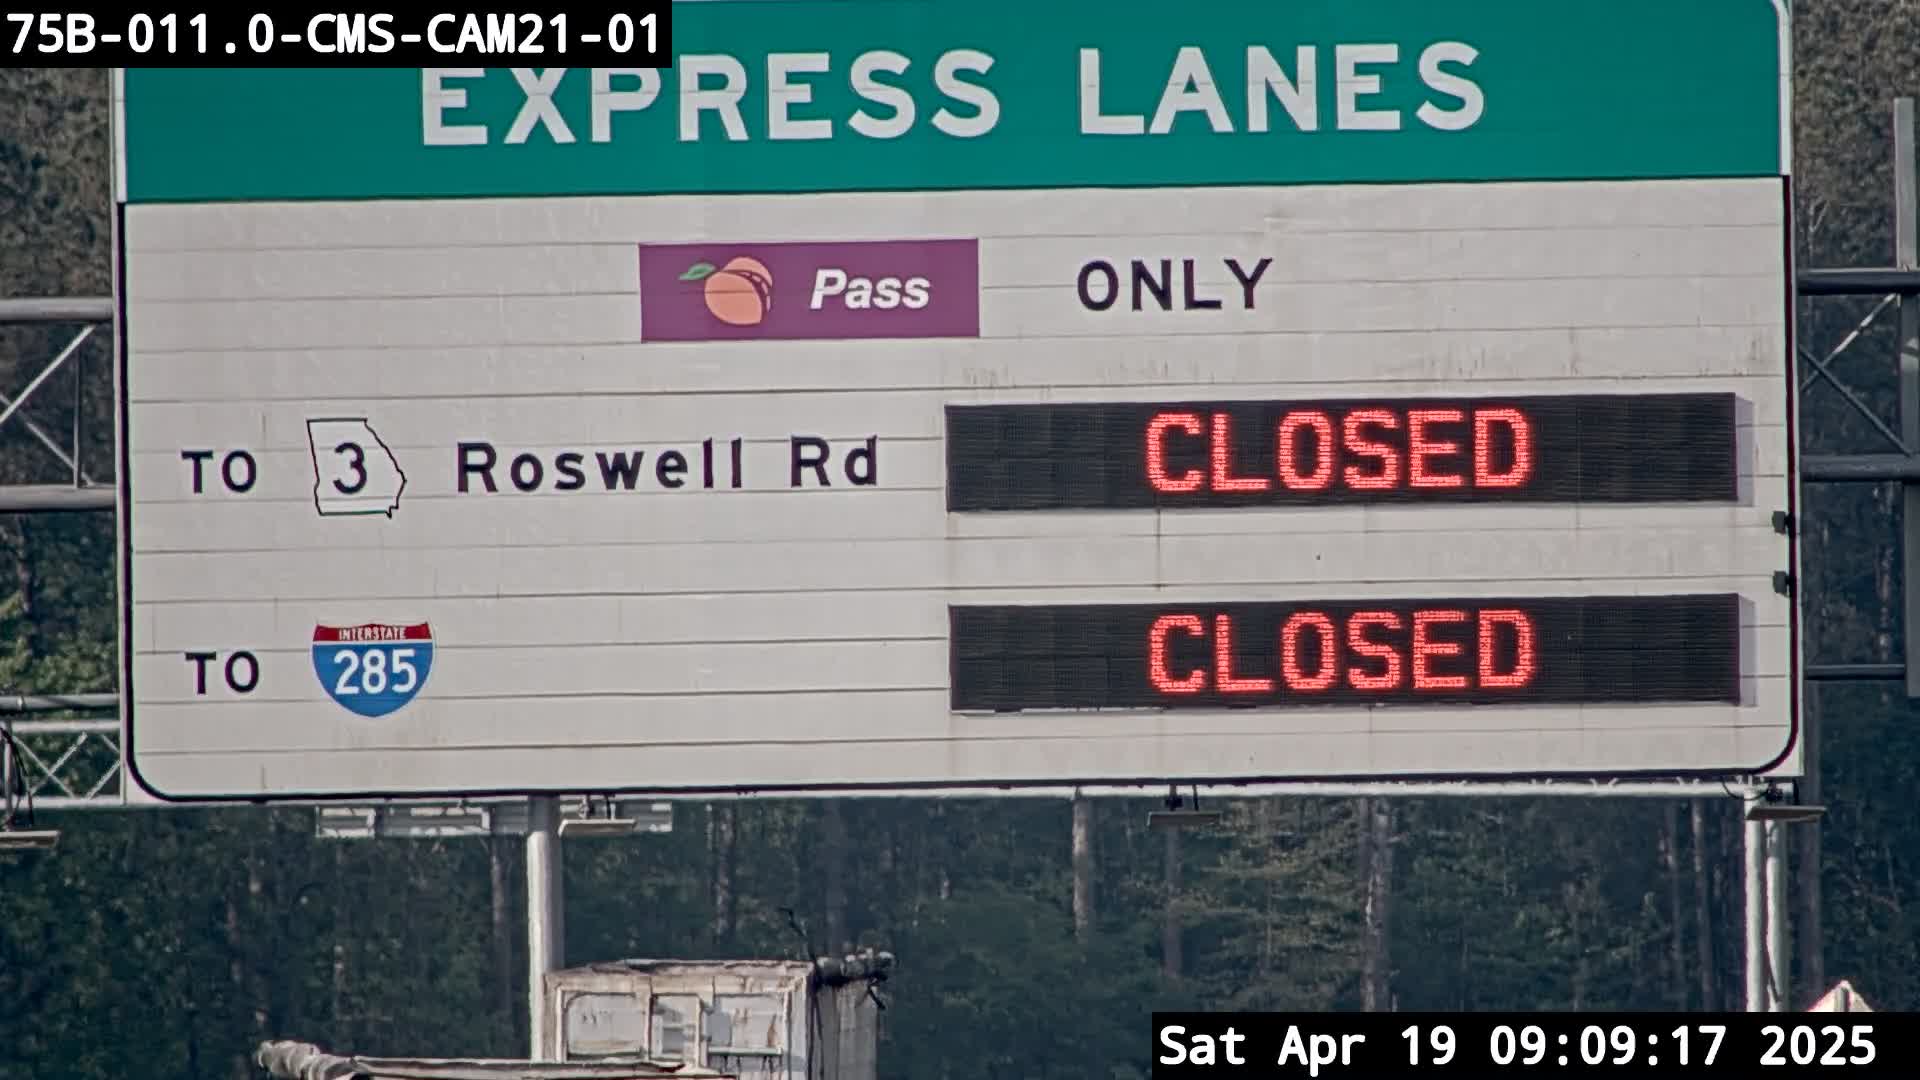 75B-011.0-CMS-CAM21-01
EXPRESS LANES
Pass ONLY
TO 3 Roswell Rd CLOSED
INTERSTATE
TO 285 CLOSED
Sat Apr 19 09:09:17 2025